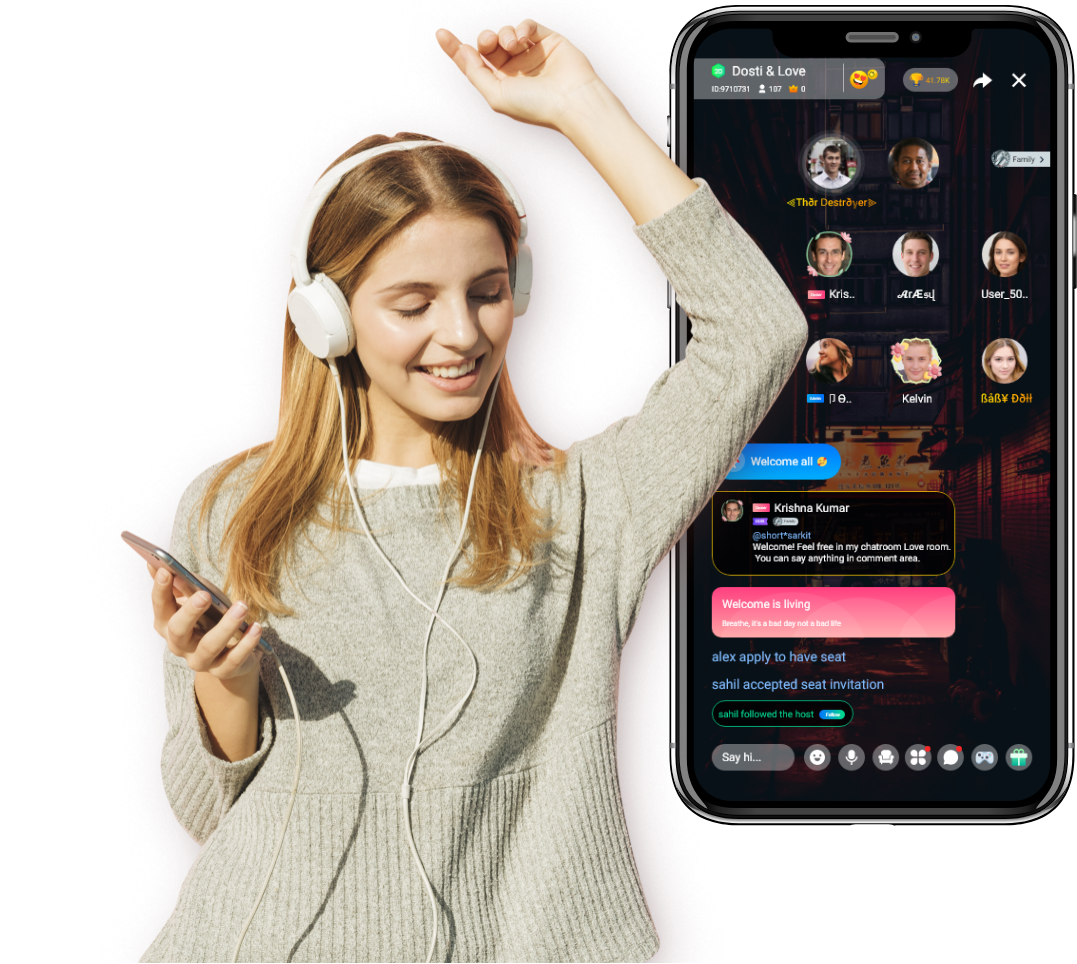 Dosti & Love
ID:9710731 107 0
41.78K
Family
Thðr Destrðyer
Kris..
User_50..
Kelvin
ßåß¥ Ððłł
Welcome all
Krishna Kumar
Family
@short*sarkit
Welcome! Feel free in my chatroom Love room.
You can say anything in comment area.
Welcome is living
Breathe, it's a bad day not a bad life
alex apply to have seat
sahil accepted seat invitation
sahil followed the host Follow
Say hi...